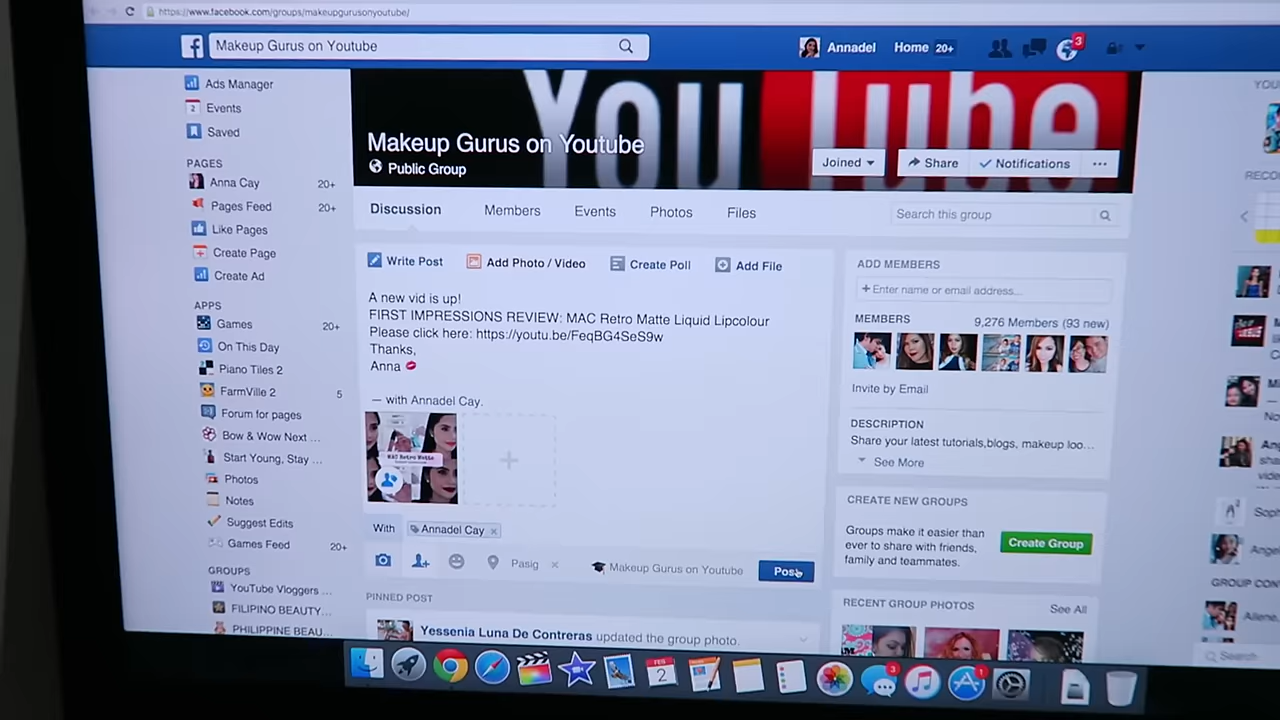 https://www.facebook.com/groups/makeupgurusonyoutube/
Makeup Gurus on Youtube
Annadel
Home 20+
3
Ads Manager
2 Events
Saved
PAGES
Anna Cay 20+
Pages Feed 20+
Like Pages
Create Page
Create Ad
APPS
Games 20+
On This Day
Piano Tiles 2
FarmVille 2 5
Forum for pages
Bow & Wow Next ...
Start Young, Stay ...
Photos
Notes
Suggest Edits
Games Feed 20+
GROUPS
YouTube Vloggers ...
FILIPINO BEAUTY...
PHILIPPINE BEAU...
YouTube
Makeup Gurus on Youtube
Public Group
Joined
Share
Notifications
Discussion
Members
Events
Photos
Files
Search this group
Write Post
Add Photo / Video
Create Poll
Add File
A new vid is up!
FIRST IMPRESSIONS REVIEW: MAC Retro Matte Liquid Lipcolour
Please click here: https://youtu.be/FeqBG4SeS9w
Thanks,
Anna
— with Annadel Cay.
MAC Retro Matte
With Annadel Cay ×
Pasig ×
Makeup Gurus on Youtube
Post
PINNED POST
Yessenia Luna De Contreras updated the group photo.
ADD MEMBERS
+ Enter name or email address...
MEMBERS 9,276 Members (93 new)
Invite by Email
DESCRIPTION
Share your latest tutorials,blogs, makeup loo...
See More
CREATE NEW GROUPS
Groups make it easier than
ever to share with friends,
family and teammates.
Create Group
RECENT GROUP PHOTOS See All
Search
FEB
2
3
1